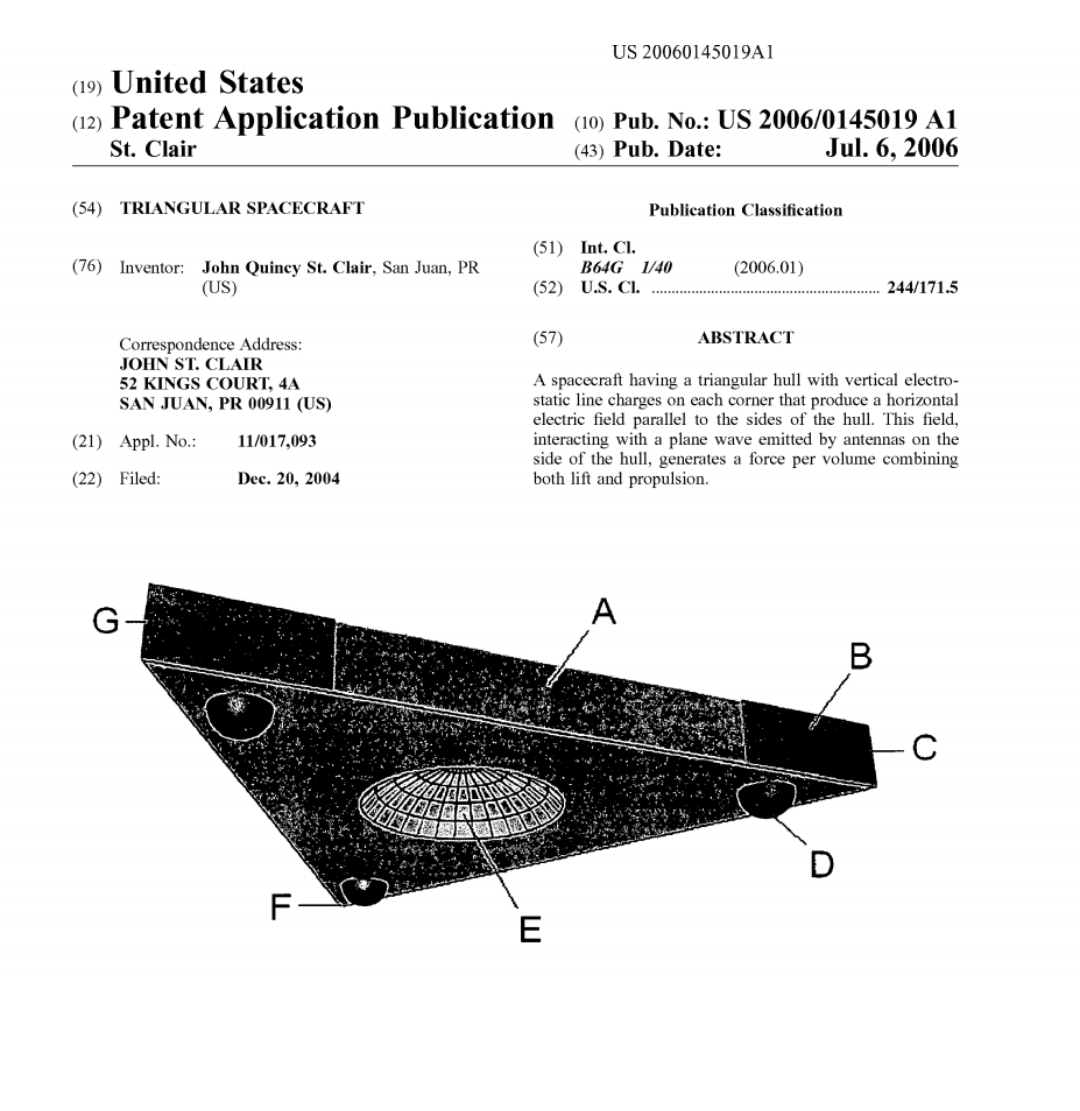 US 20060145019A1
(19) United States
(12) Patent Application Publication (10) Pub. No.: US 2006/0145019 A1
St. Clair (43) Pub. Date: Jul. 6, 2006
(54) TRIANGULAR SPACECRAFT
(76) Inventor: John Quincy St. Clair, San Juan, PR
(US)
Correspondence Address:
JOHN ST. CLAIR
52 KINGS COURT, 4A
SAN JUAN, PR 00911 (US)
(21) Appl. No.: 11/017,093
(22) Filed: Dec. 20, 2004
Publication Classification
(51) Int. Cl.
B64G 1/40 (2006.01)
(52) U.S. Cl. .......................................................... 244/171.5
(57) ABSTRACT
A spacecraft having a triangular hull with vertical electro-
static line charges on each corner that produce a horizontal
electric field parallel to the sides of the hull. This field,
interacting with a plane wave emitted by antennas on the
side of the hull, generates a force per volume combining
both lift and propulsion.
G
A
B
C
D
F
E